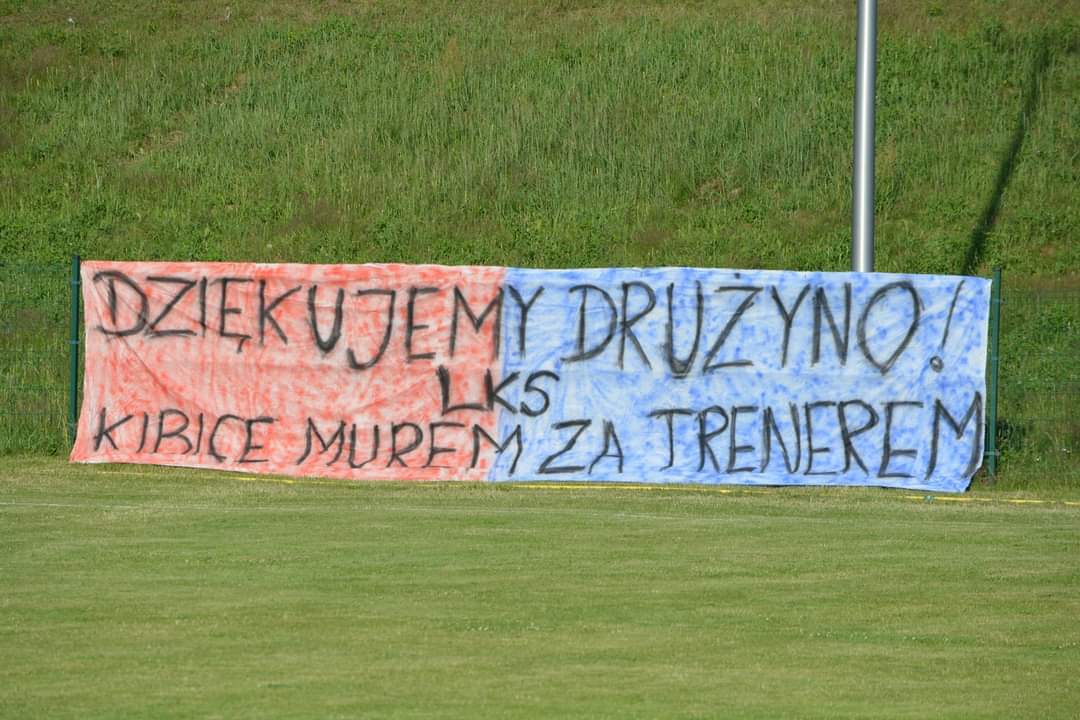 DZIĘKUJEMY DRUŻYNO!
LKS
KIBICE MUREM ZA TRENEREM